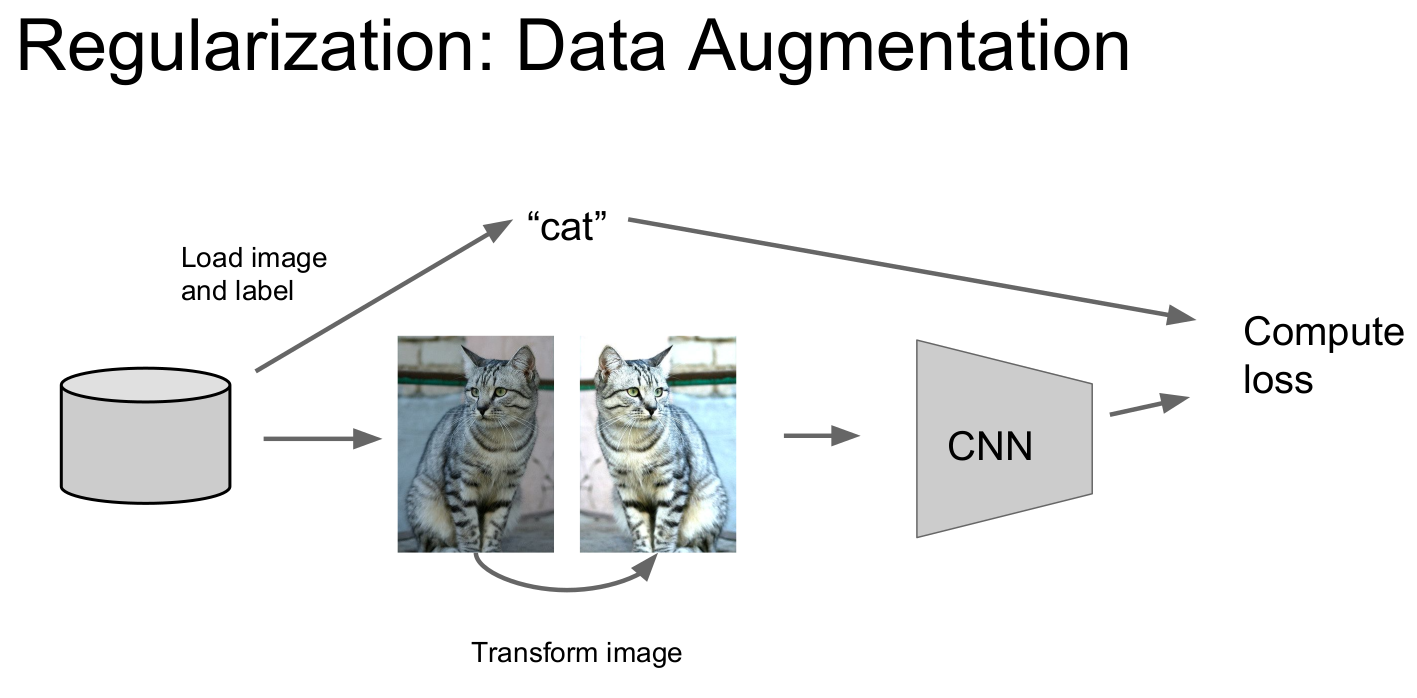 Regularization: Data Augmentation
“cat”
Load image
and label
Compute
loss
CNN
Transform image